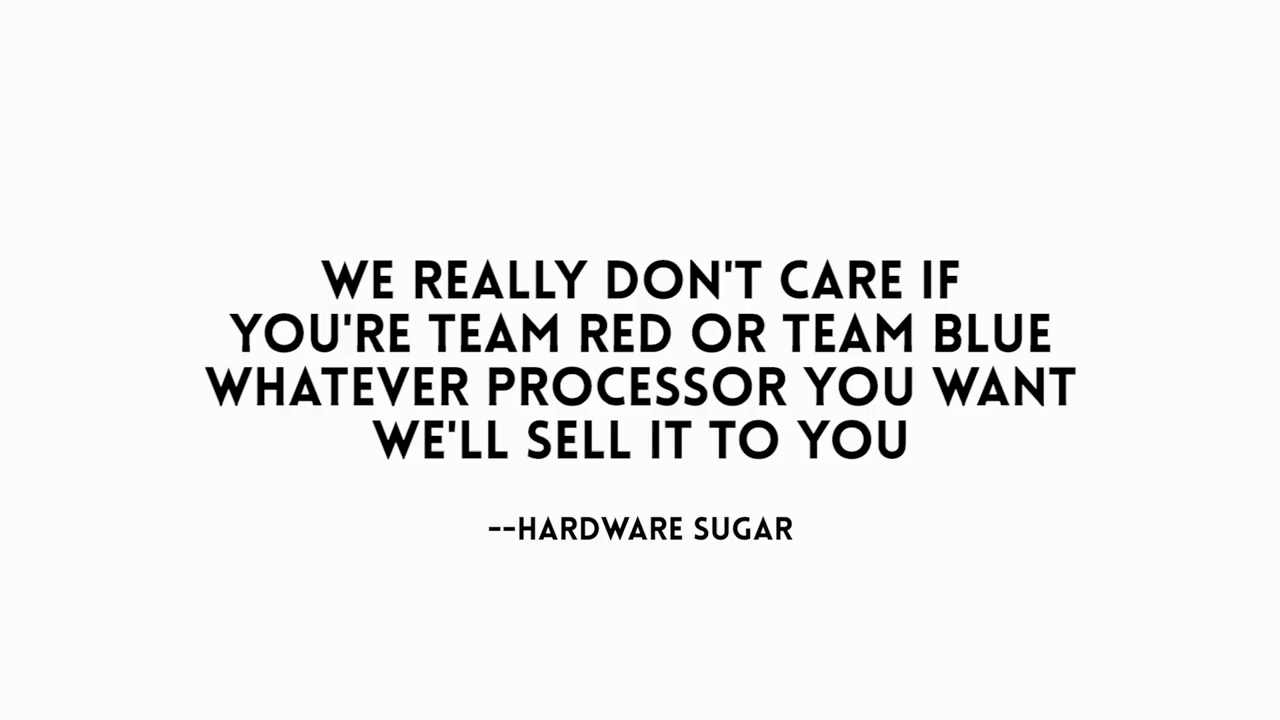 WE REALLY DON'T CARE IF
YOU'RE TEAM RED OR TEAM BLUE
WHATEVER PROCESSOR YOU WANT
WE'LL SELL IT TO YOU
--HARDWARE SUGAR